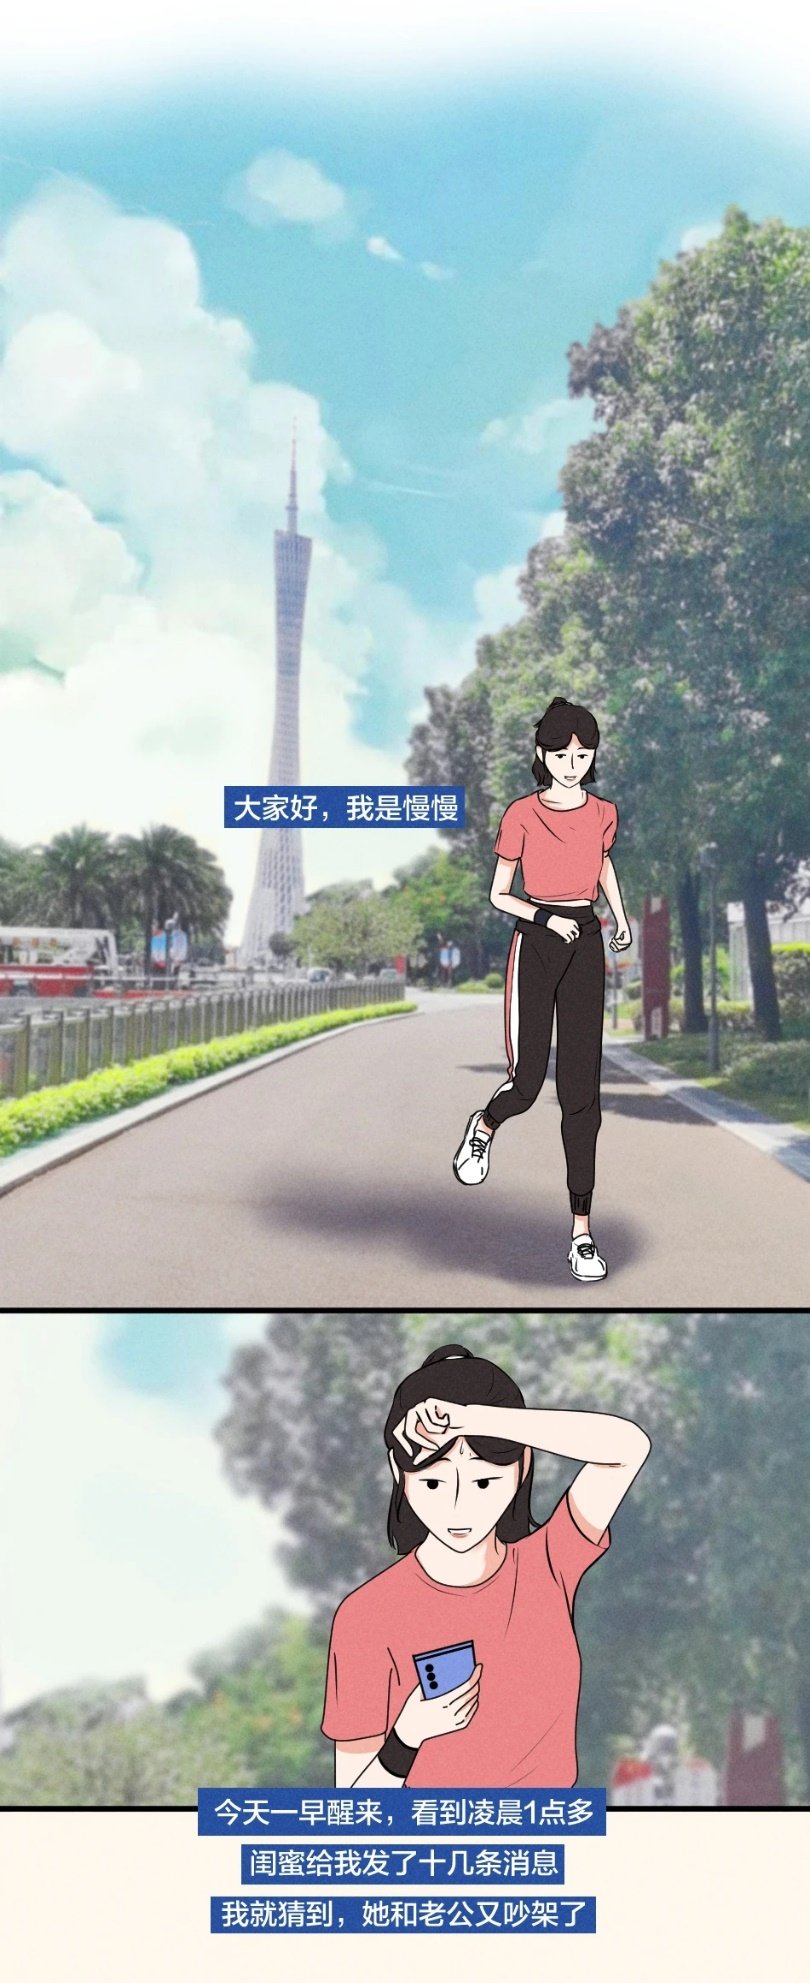 大家好，我是慢慢
今天一早醒来，看到凌晨1点多
闺蜜给我发了十几条消息
我就猜到，她和老公又吵架了